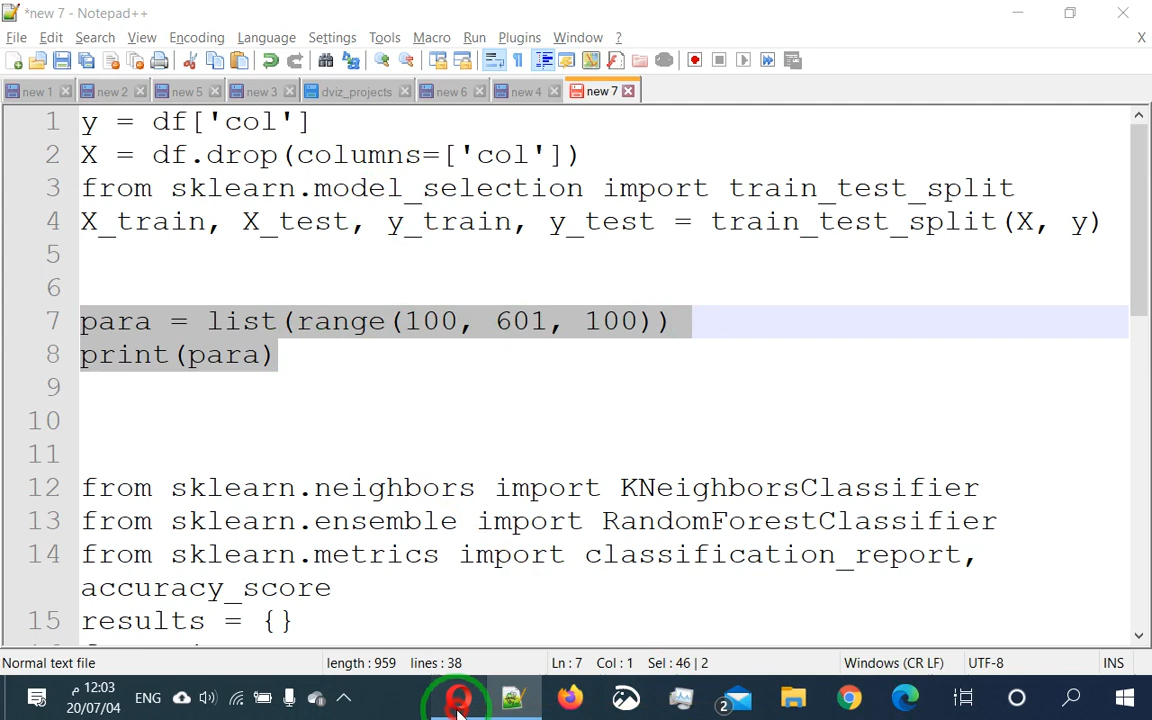 *new 7 - Notepad++
File Edit Search View Encoding Language Settings Tools Macro Run Plugins Window ? X
new 1 new 2 new 5 new 3 dviz_projects new 6 new 4 new 7
1 y = df['col']
2 X = df.drop(columns=['col'])
3 from sklearn.model_selection import train_test_split
4 X_train, X_test, y_train, y_test = train_test_split(X, y)
5
6
7 para = list(range(100, 601, 100))
8 print(para)
9
10
11
12 from sklearn.neighbors import KNeighborsClassifier
13 from sklearn.ensemble import RandomForestClassifier
14 from sklearn.metrics import classification_report,
accuracy_score
15 results = {}
Normal text file length : 959 lines : 38 Ln : 7 Col : 1 Sel : 46 | 2 Windows (CR LF) UTF-8 INS
12:03 م
20/07/04
ENG
2